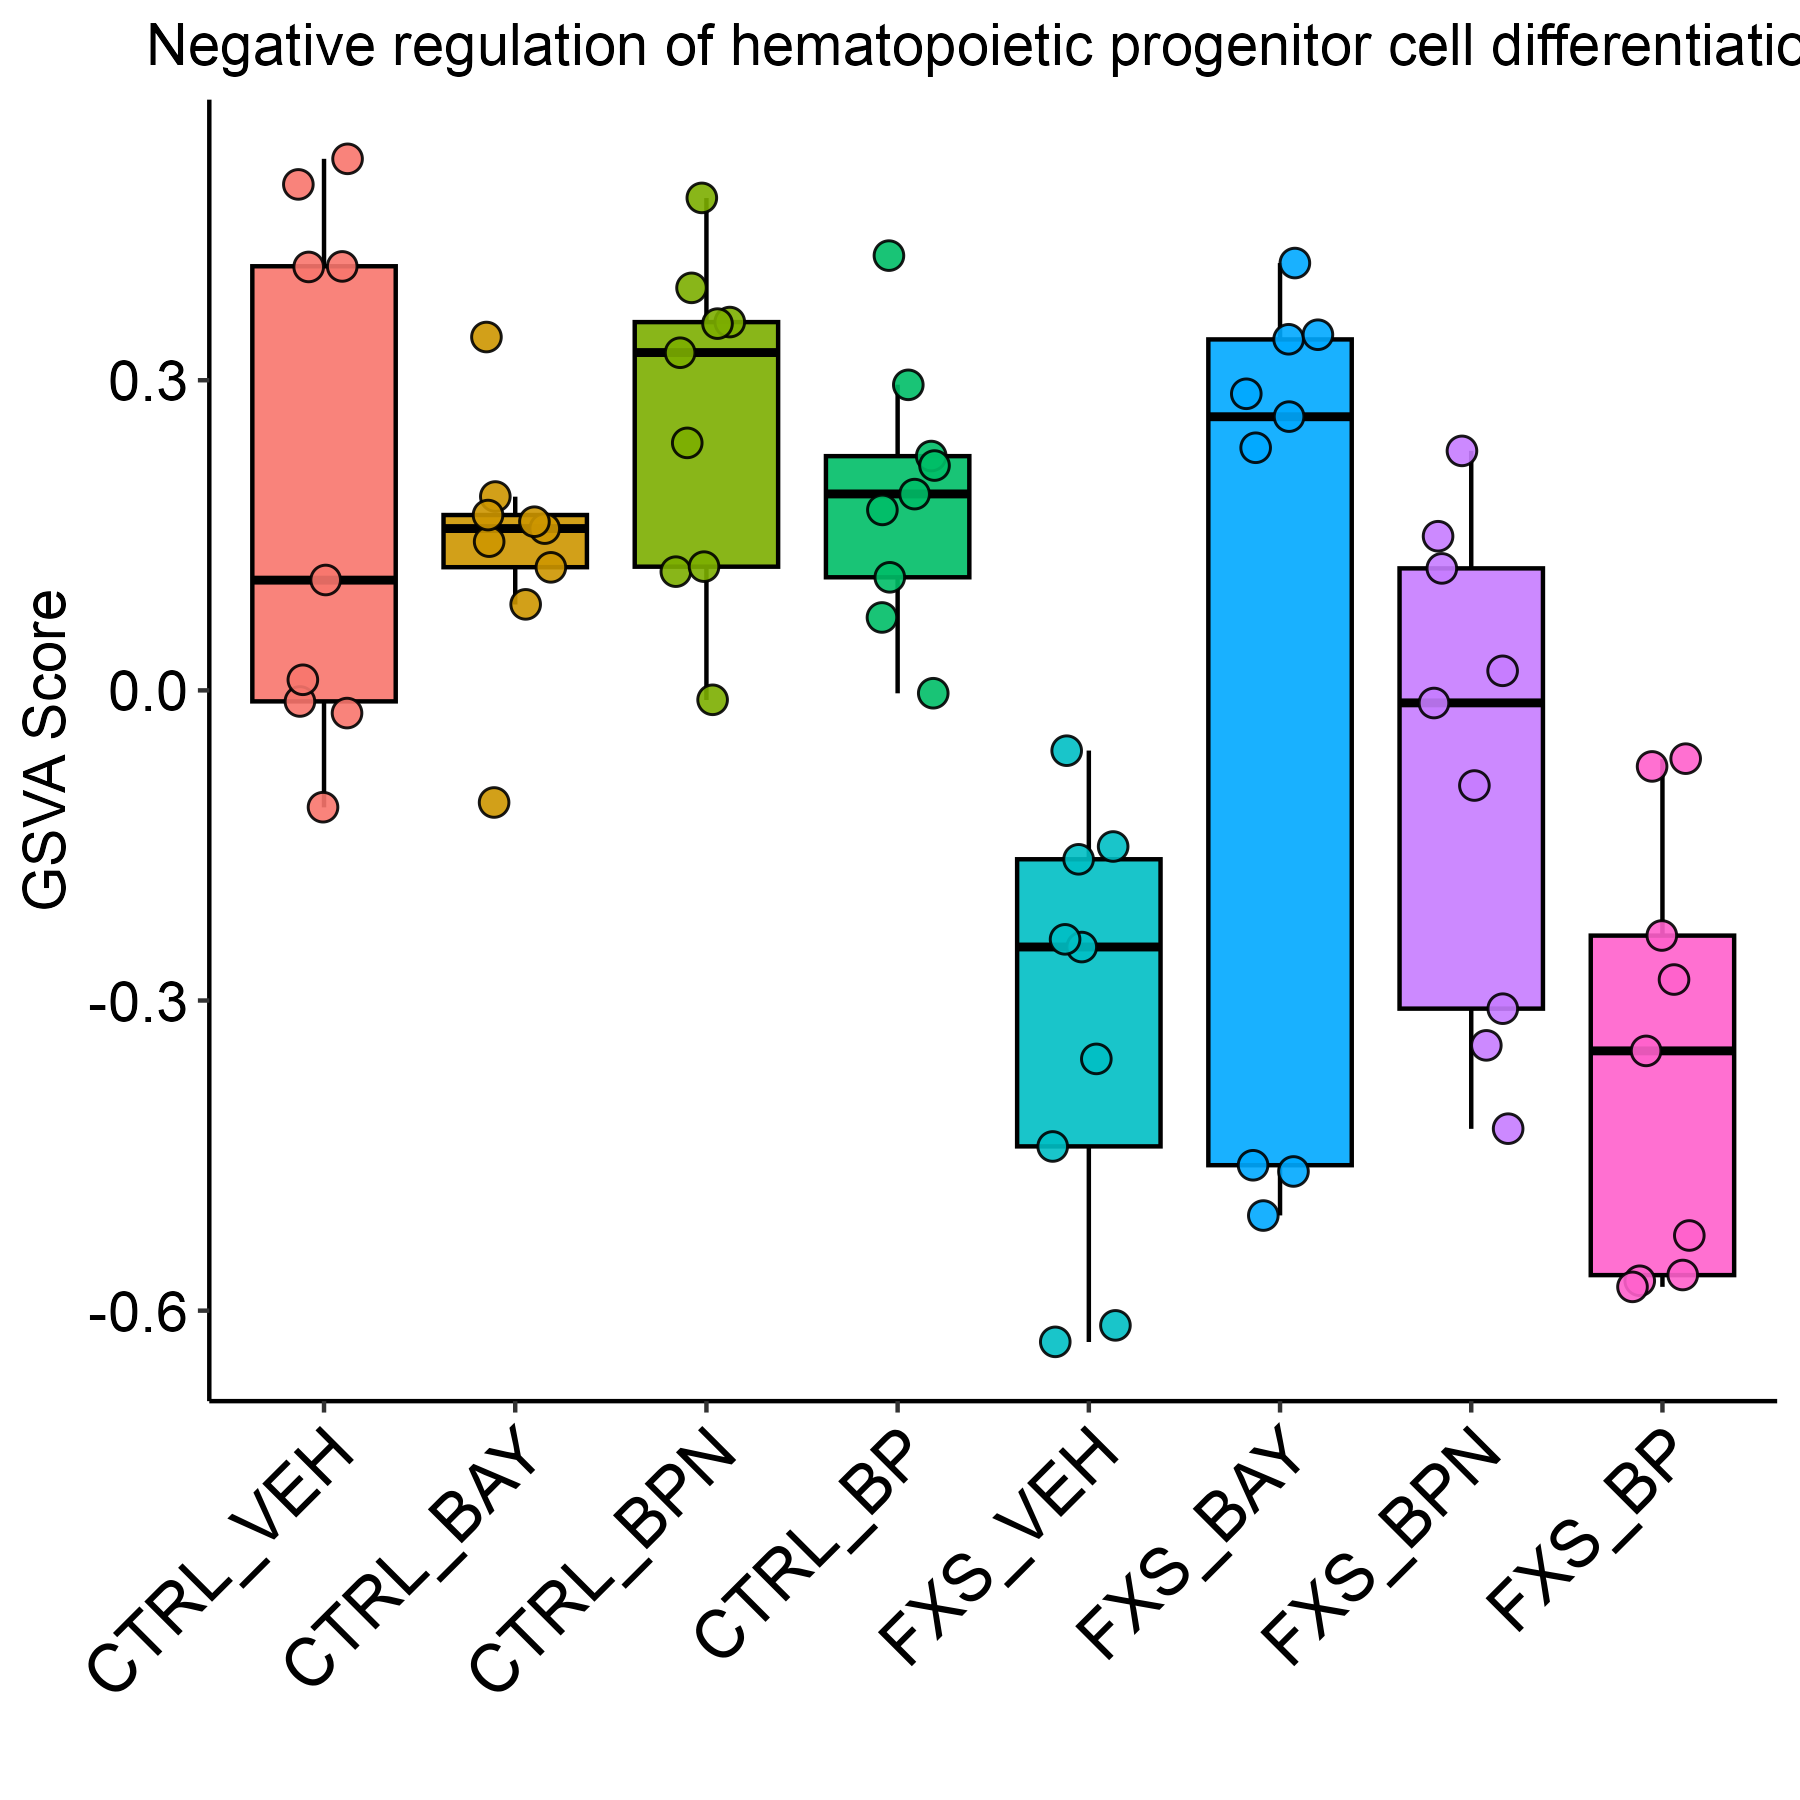 Negative regulation of hematopoietic progenitor cell differentiatio
GSVA Score
0.3
0.0
-0.3
-0.6
CTRL_VEH
CTRL_BAY
CTRL_BPN
CTRL_BP
FXS_VEH
FXS_BAY
FXS_BPN
FXS_BP